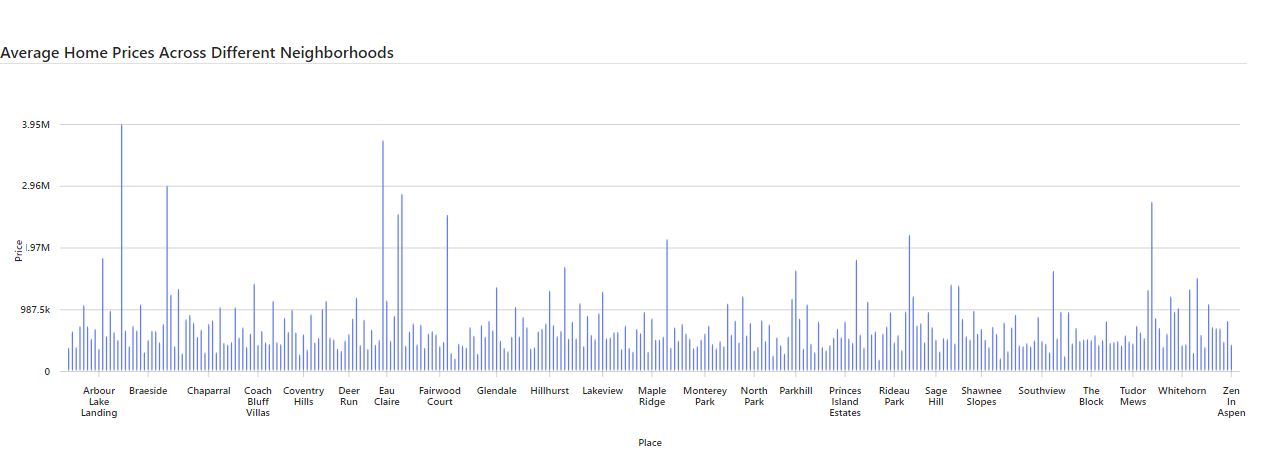 Average Home Prices Across Different Neighborhoods
3.95M
2.96M
1.97M
987.5k
0
Price
Arbour
Lake
Landing
Braeside
Chaparral
Coach
Bluff
Villas
Coventry
Hills
Deer
Run
Eau
Claire
Fairwood
Court
Glendale
Hillhurst
Lakeview
Maple
Ridge
Monterey
Park
North
Park
Parkhill
Princes
Island
Estates
Rideau
Park
Sage
Hill
Shawnee
Slopes
Southview
The
Block
Tudor
Mews
Whitehorn
Zen
In
Aspen
Place